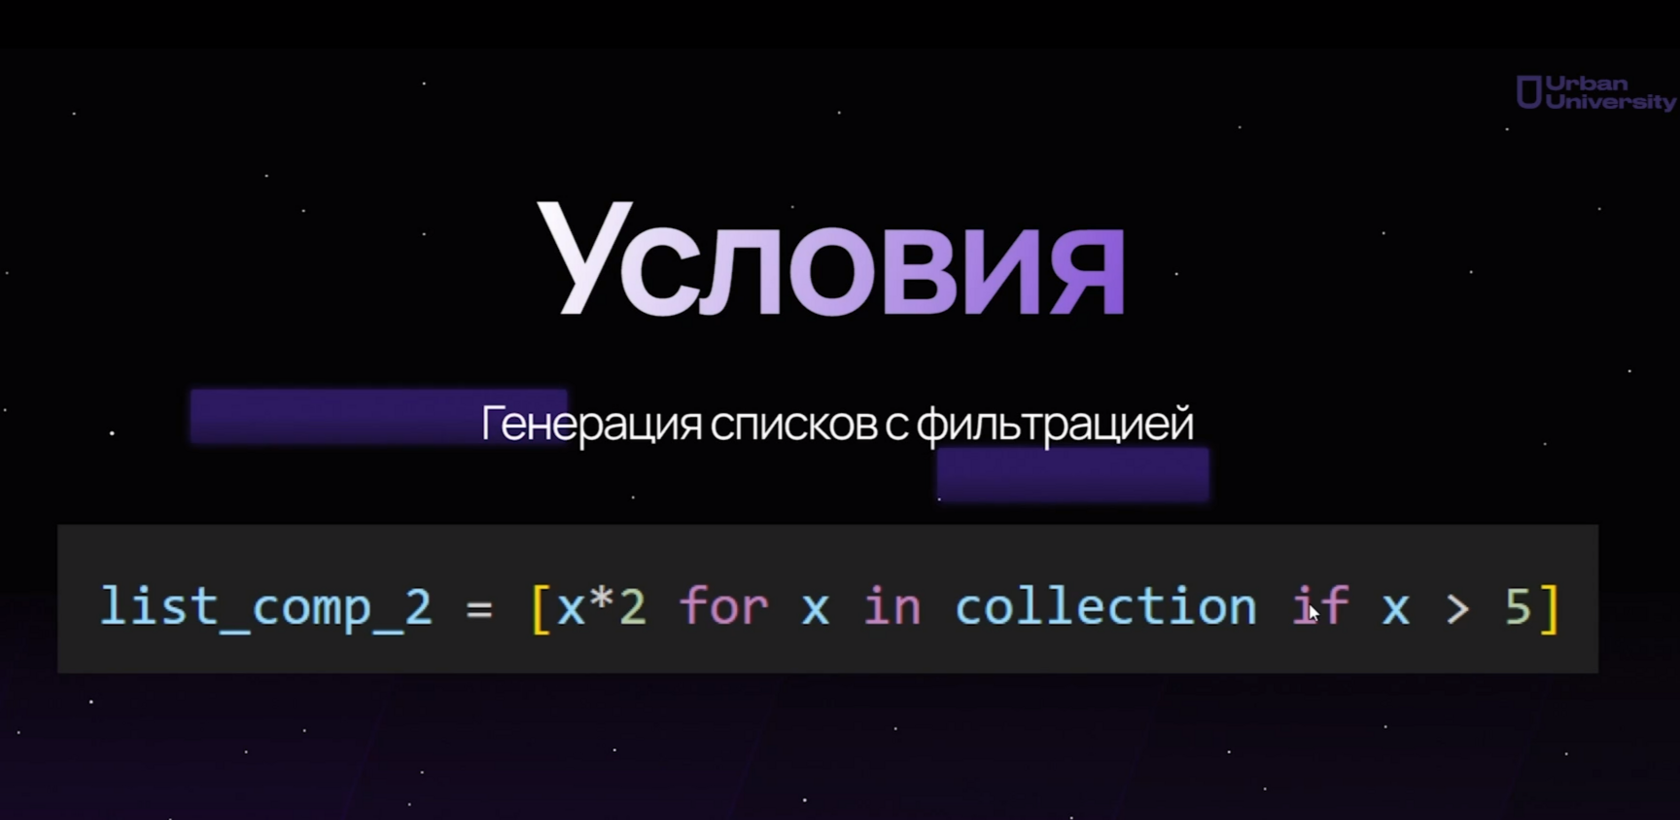 Urban
University
Условия
Генерация списков с фильтрацией
list_comp_2 = [x*2 for x in collection if x > 5]